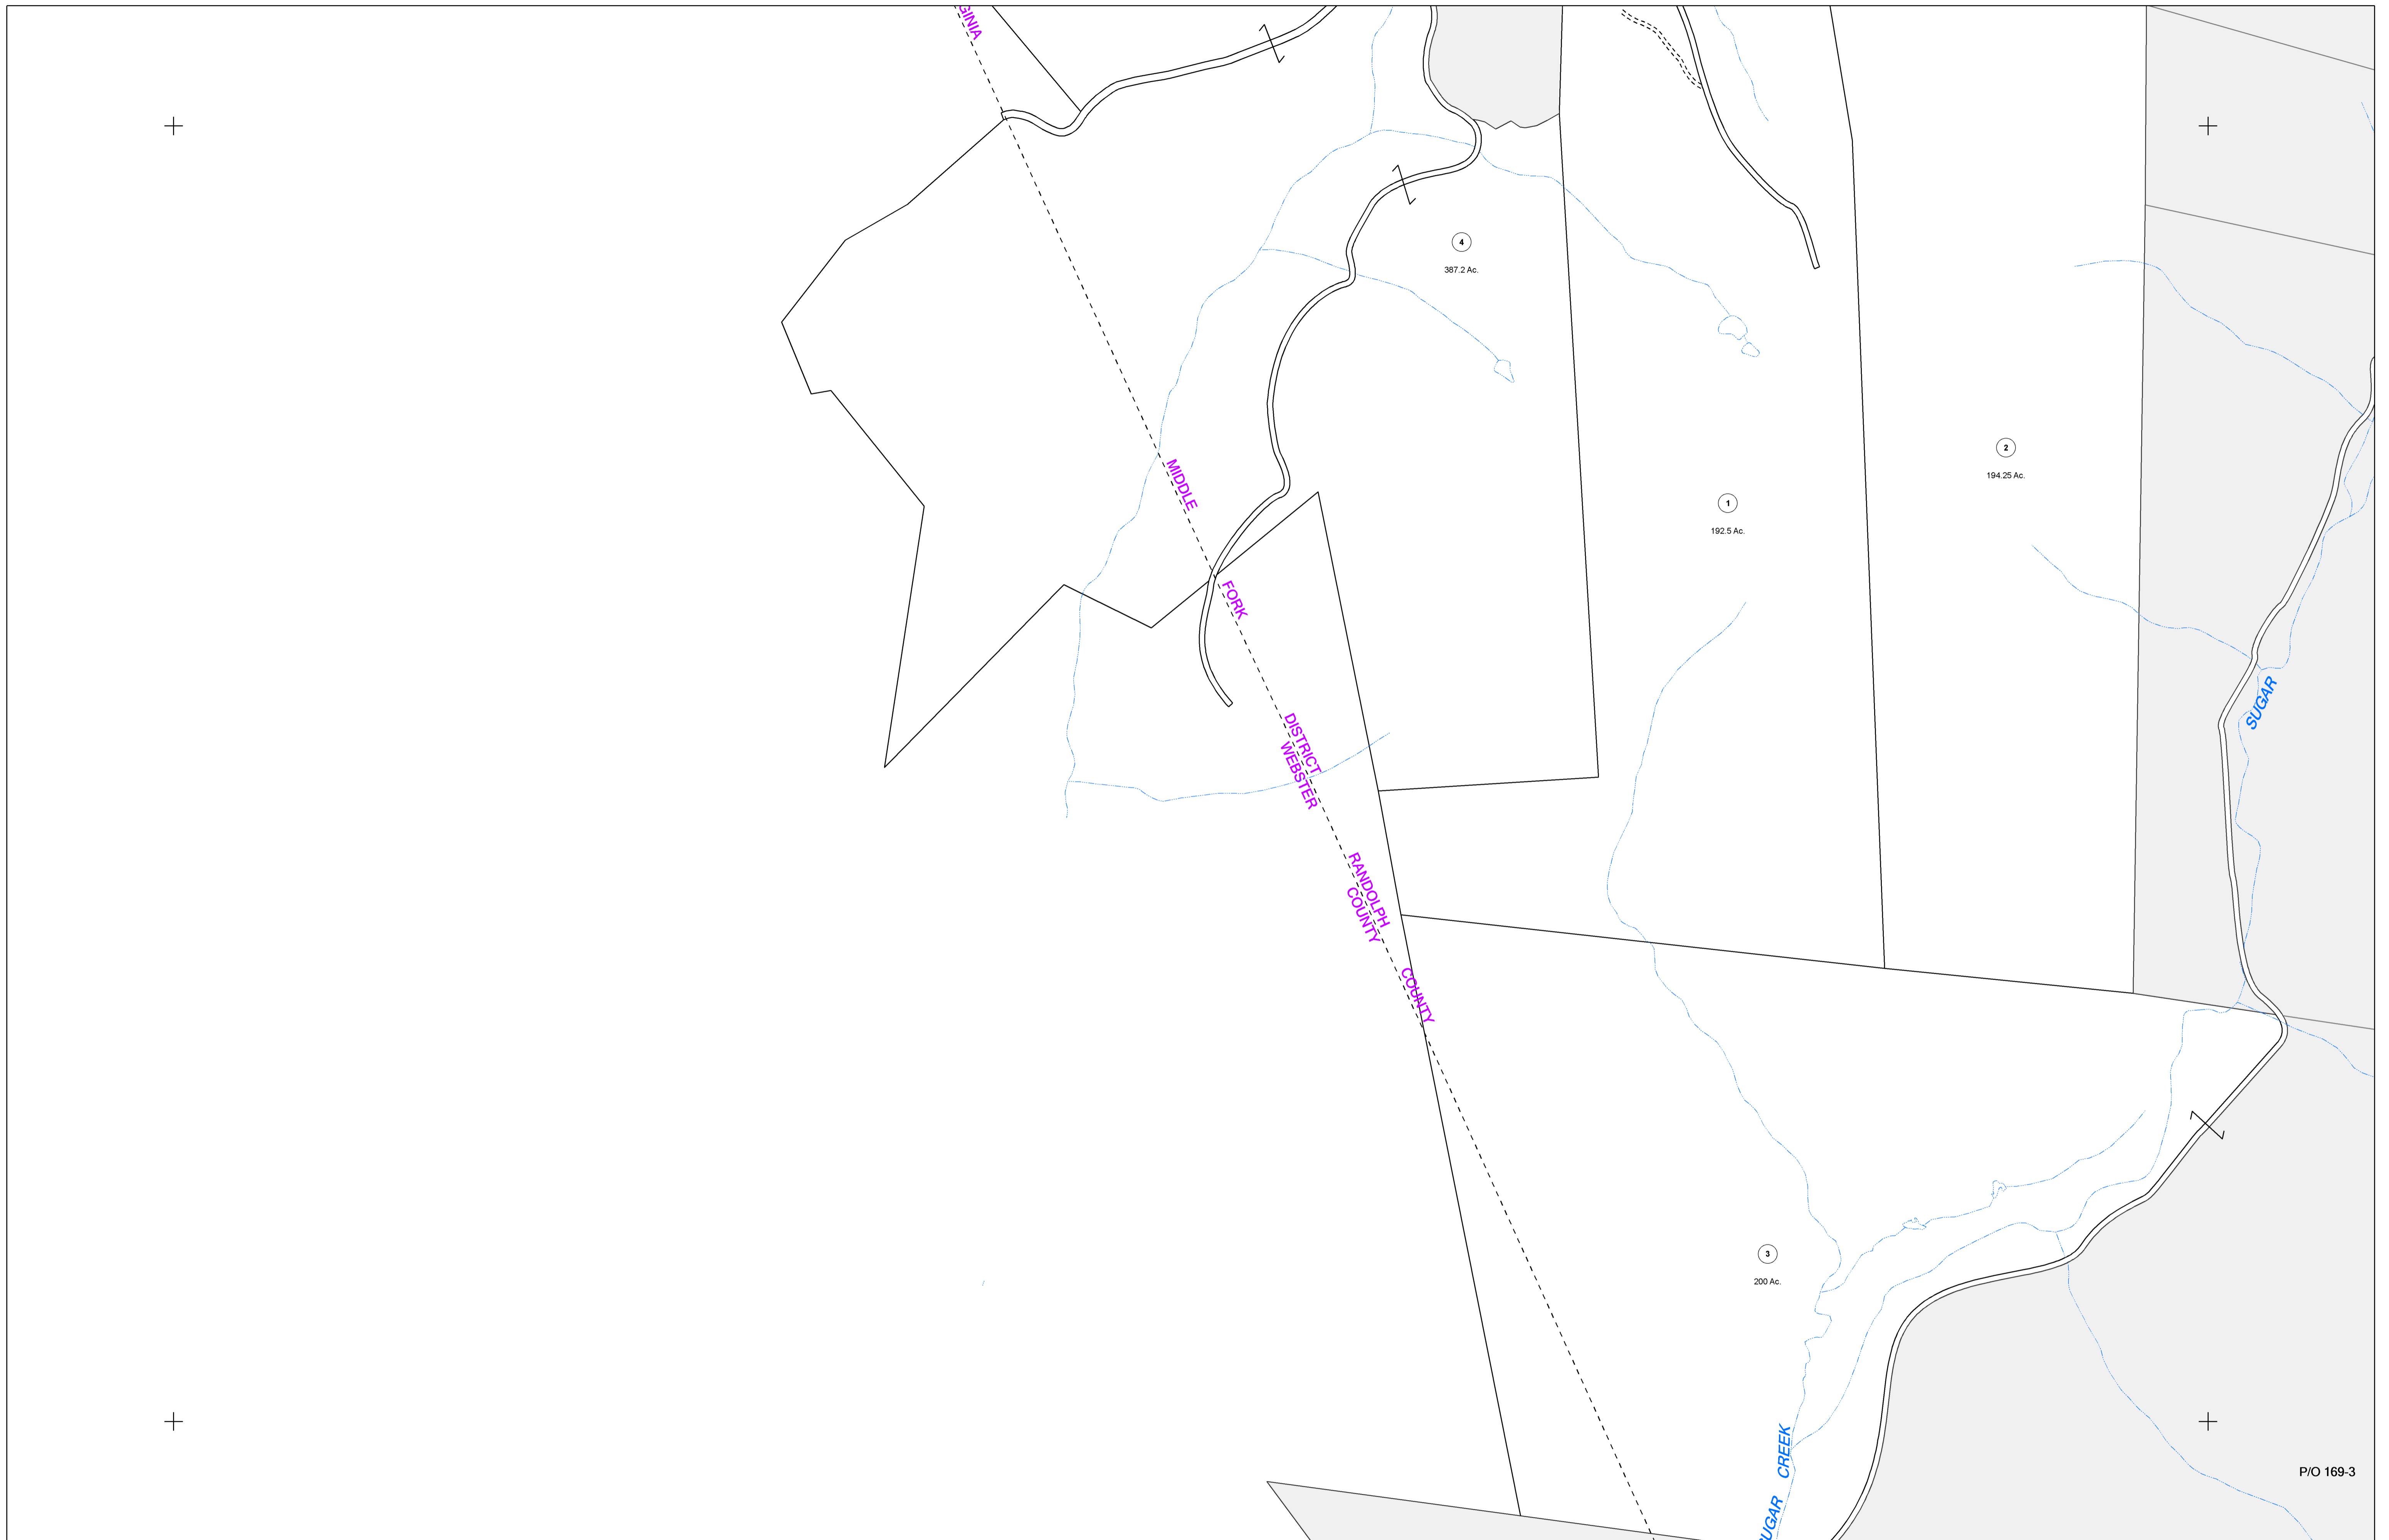 GINIA
4
387.2 Ac.
2
194.25 Ac.
MIDDLE
1
192.5 Ac.
FORK
SUGAR
DISTRICT
WEBSTER
RANDOLPH
COUNTY
COUNTY
3
200 Ac.
SUGAR CREEK
P/O 169-3